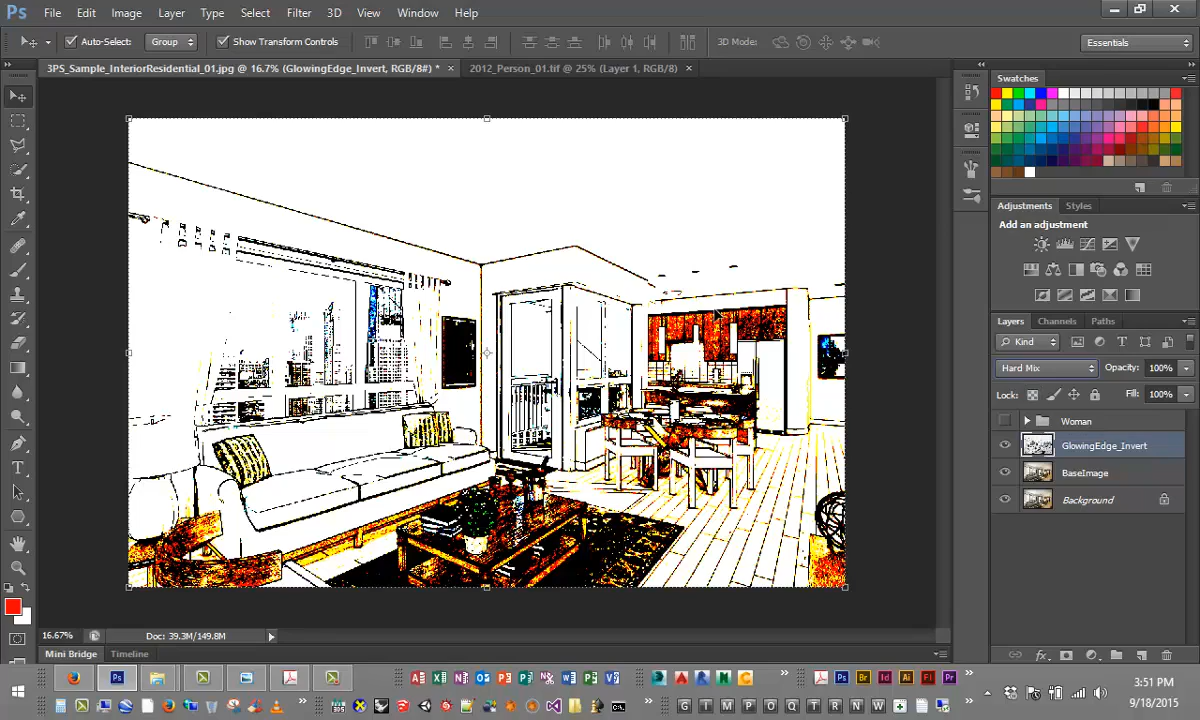 Ps File Edit Image Layer Type Select Filter 3D View Window Help
Auto-Select: Group Show Transform Controls 3D Mode: Essentials
3PS_Sample_InteriorResidential_01.jpg @ 16.7% (GlowingEdge_Invert, RGB/8#) * × 2012_Person_01.tif @ 25% (Layer 1, RGB/8) ×
Swatches
Adjustments Styles
Add an adjustment
Layers Channels Paths
Kind
Hard Mix Opacity: 100%
Lock: Fill: 100%
Woman
GlowingEdge_Invert
BaseImage
Background
16.67% Doc: 39.3M/149.8M
Mini Bridge Timeline
3:51 PM
9/18/2015